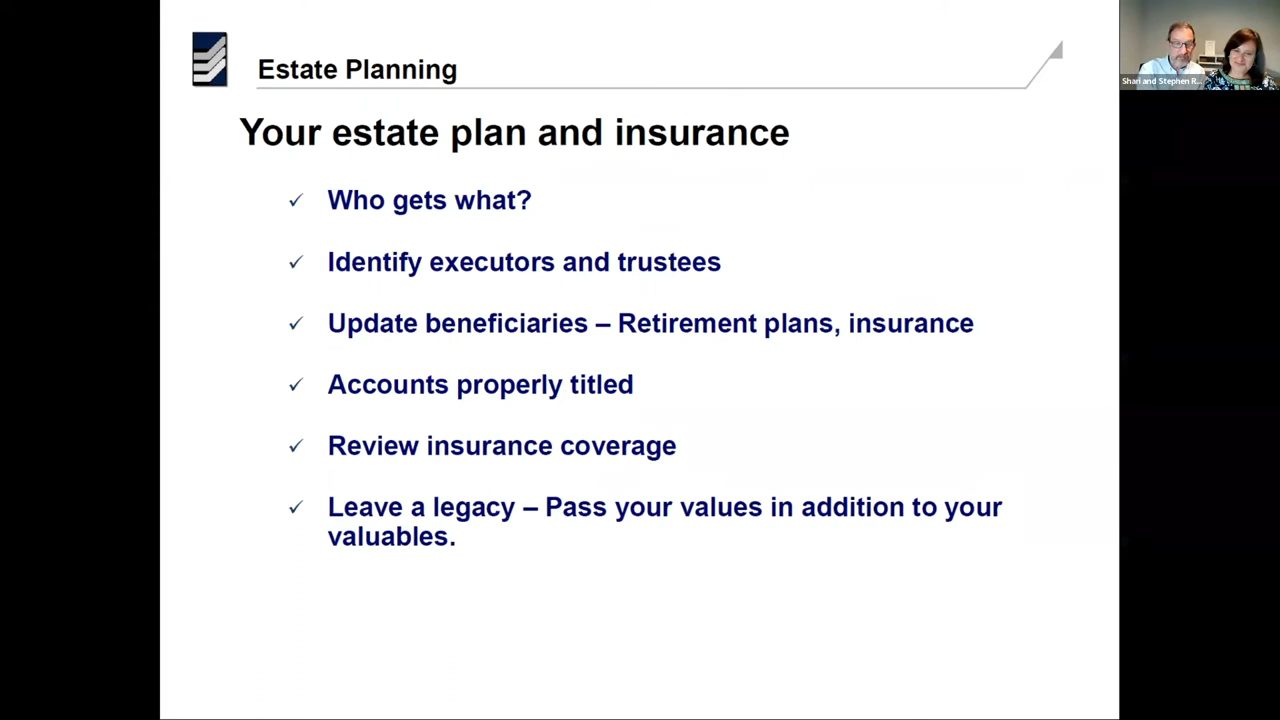 Estate Planning
Your estate plan and insurance
Who gets what?
Identify executors and trustees
Update beneficiaries – Retirement plans, insurance
Accounts properly titled
Review insurance coverage
Leave a legacy – Pass your values in addition to your
valuables.
Shari and Stephen R...